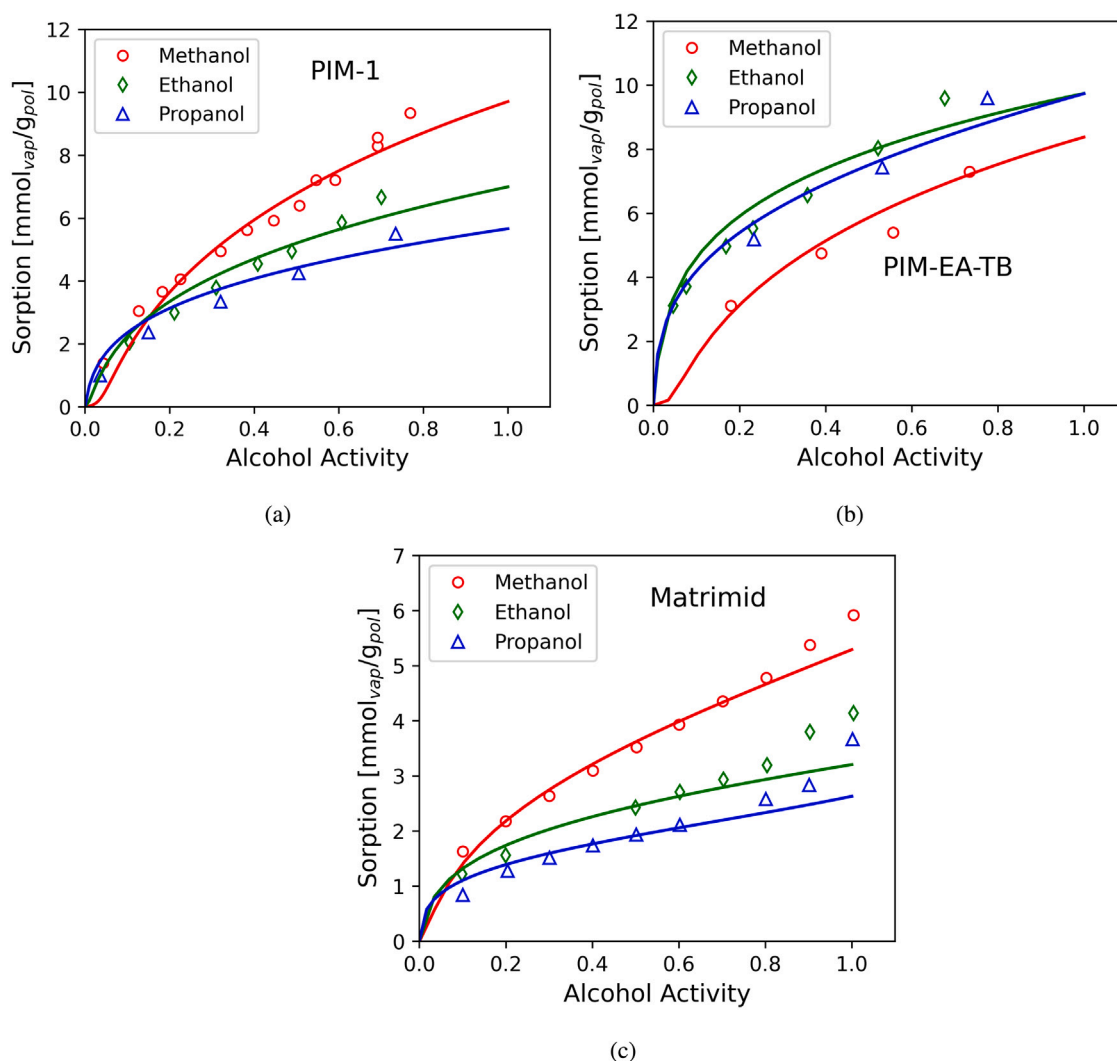 12
10
8
6
4
2
0
Sorption [mmol_vap/g_pol]
Methanol
Ethanol
Propanol
PIM-1
0.0 0.2 0.4 0.6 0.8 1.0
Alcohol Activity
(a)
12
10
8
6
4
2
0
Sorption [mmol_vap/g_pol]
Methanol
Ethanol
Propanol
PIM-EA-TB
0.0 0.2 0.4 0.6 0.8 1.0
Alcohol Activity
(b)
7
6
5
4
3
2
1
0
Sorption [mmol_vap/g_pol]
Methanol
Ethanol
Propanol
Matrimid
0.0 0.2 0.4 0.6 0.8 1.0
Alcohol Activity
(c)